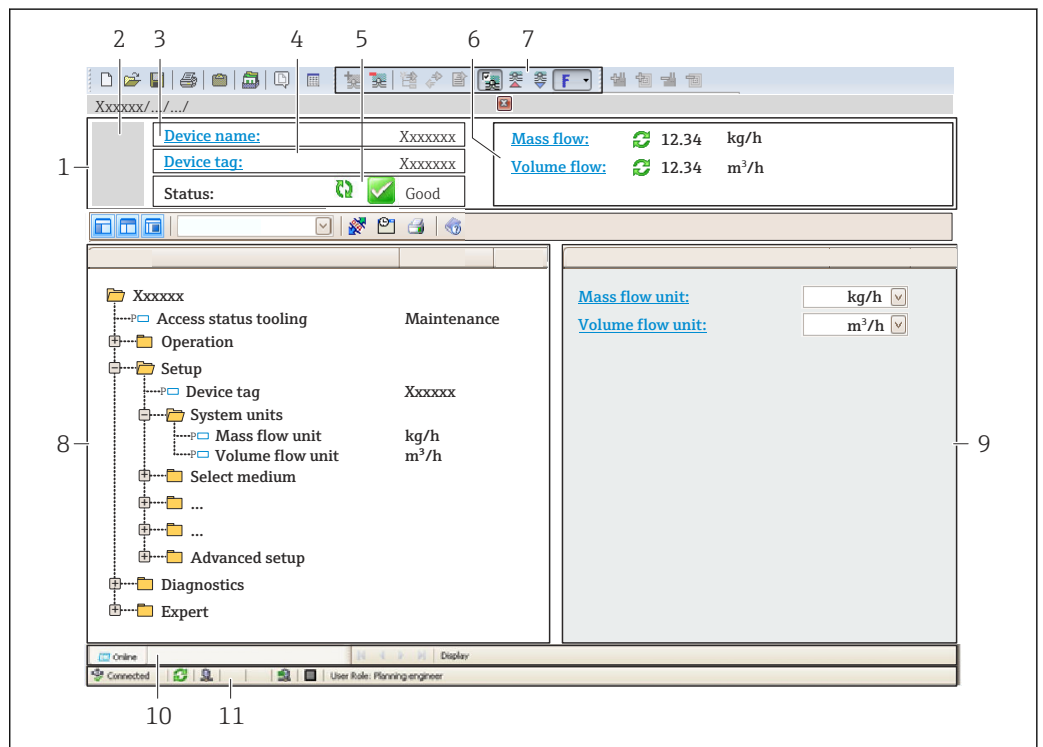 2 3 4 5 6 7
F
Xxxxxx/.../.../
1
Device name: Xxxxxxx
Device tag: Xxxxxxx
Status: Good
Mass flow: 12.34 kg/h
Volume flow: 12.34 m³/h
Xxxxxx
Access status tooling Maintenance
Operation
Setup
Device tag Xxxxxx
System units
Mass flow unit kg/h
Volume flow unit m³/h
Select medium
...
...
Advanced setup
Diagnostics
Expert
8
Mass flow unit: kg/h
Volume flow unit: m³/h
9
Online Display
Connected User Role: Planning engineer
10 11